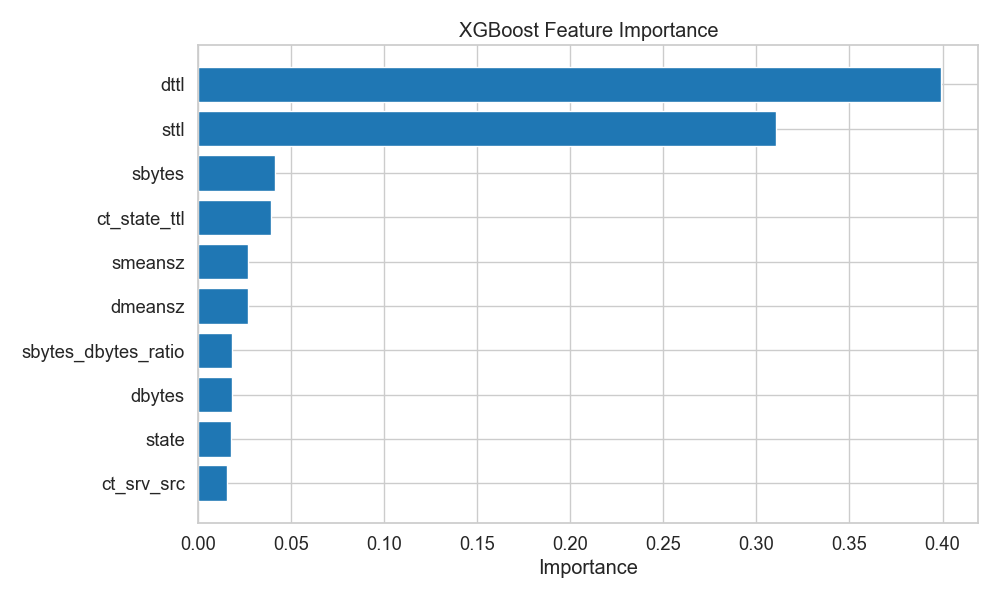 XGBoost Feature Importance
dttl
sttl
sbytes
ct_state_ttl
smeansz
dmeansz
sbytes_dbytes_ratio
dbytes
state
ct_srv_src
0.00 0.05 0.10 0.15 0.20 0.25 0.30 0.35 0.40
Importance